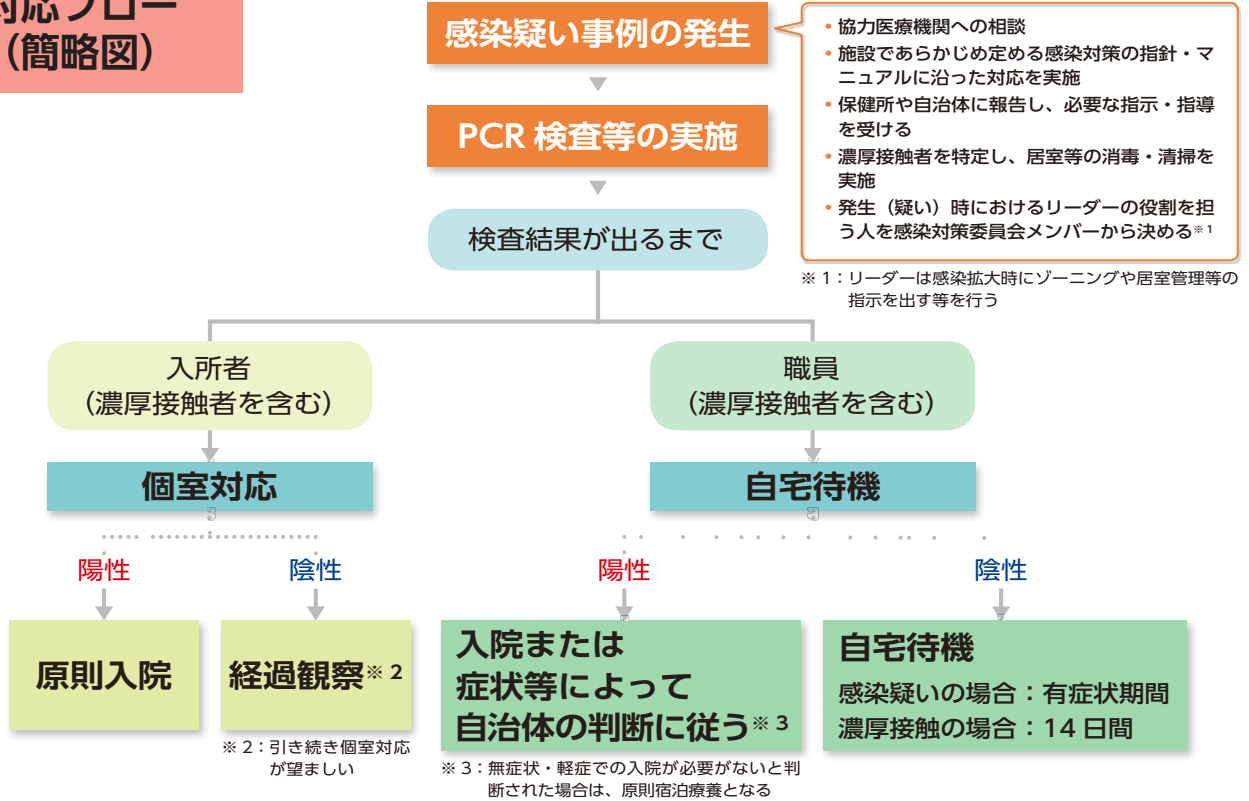 対応フロー
（簡略図）
感染疑い事例の発生
• 協力医療機関への相談
• 施設であらかじめ定める感染対策の指針・マ
ニュアルに沿った対応を実施
• 保健所や自治体に報告し、必要な指示・指導
を受ける
• 濃厚接触者を特定し、居室等の消毒・清掃を
実施
• 発生（疑い）時におけるリーダーの役割を担
う人を感染対策委員会メンバーから決める※1
※1：リーダーは感染拡大時にゾーニングや居室管理等の
指示を出す等を行う
PCR 検査等の実施
検査結果が出るまで
入所者
（濃厚接触者を含む）
職員
（濃厚接触者を含む）
個室対応
自宅待機
陽性
陰性
陽性
陰性
原則入院
経過観察※2
※2：引き続き個室対応
が望ましい
入院または
症状等によって
自治体の判断に従う※3
※3：無症状・軽症での入院が必要がないと判
断された場合は、原則宿泊療養となる
自宅待機
感染疑いの場合：有症状期間
濃厚接触の場合：14日間